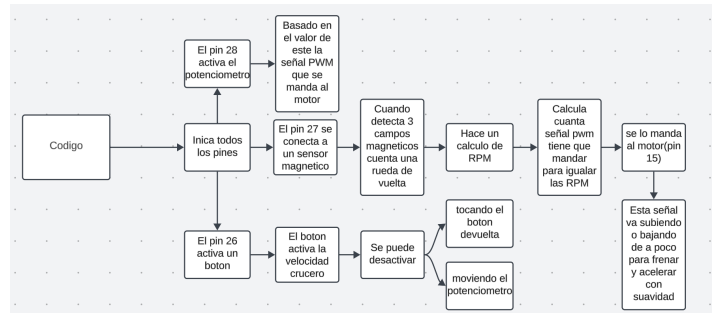 Codigo
Inica todos
los pines
El pin 28
activa el
potenciometro
Basado en
el valor de
este la
señal PWM
que se
manda al
motor
El pin 27 se
conecta a
un sensor
magnetico
Cuando
detecta 3
campos
magneticos
cuenta una
rueda de
vuelta
Hace un
calculo de
RPM
Calcula
cuanta
señal pwm
tiene que
mandar
para igualar
las RPM
se lo manda
al motor(pin
15)
Esta señal
va subiendo
o bajando
de a poco
para frenar
y acelerar
con
suavidad
El pin 26
activa un
boton
El boton
activa la
velocidad
crucero
Se puede
desactivar
tocando el
boton
devuelta
moviendo el
potenciometro